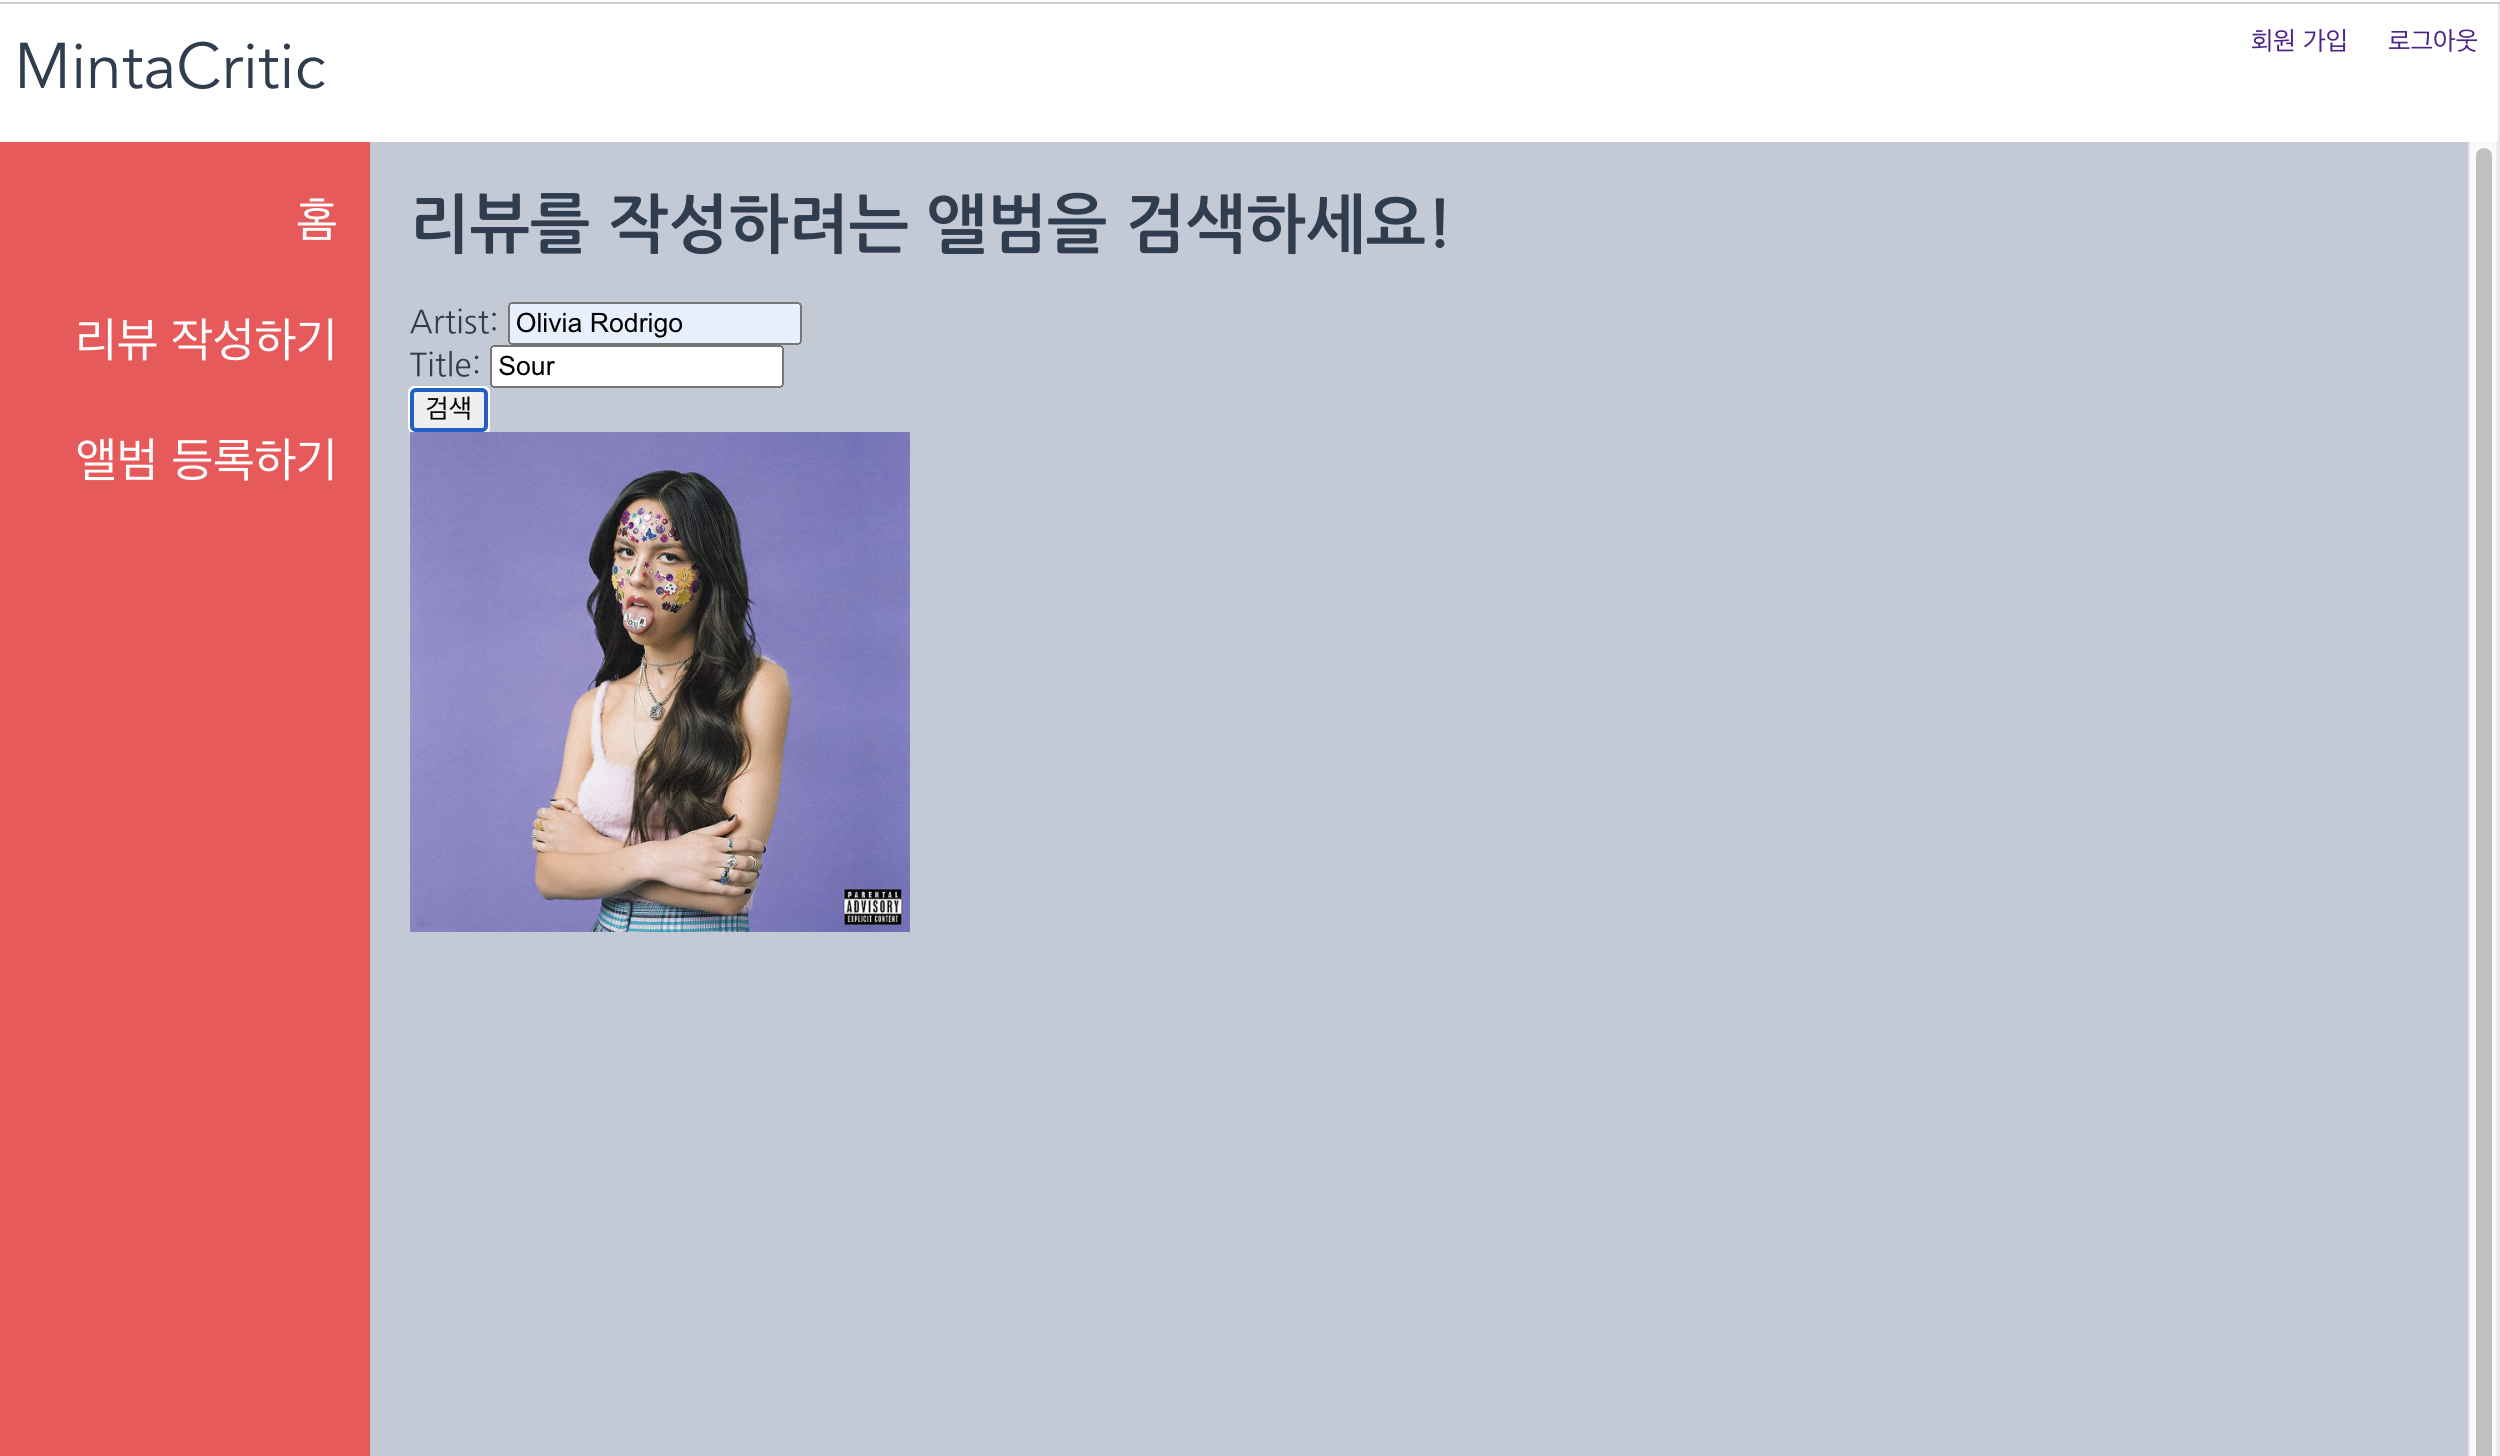 MintaCritic
회원 가입 로그아웃
홈
리뷰 작성하기
앨범 등록하기
리뷰를 작성하려는 앨범을 검색하세요!
Artist: Olivia Rodrigo
Title: Sour
검색
SOUR
PARENTAL
ADVISORY
EXPLICIT CONTENT